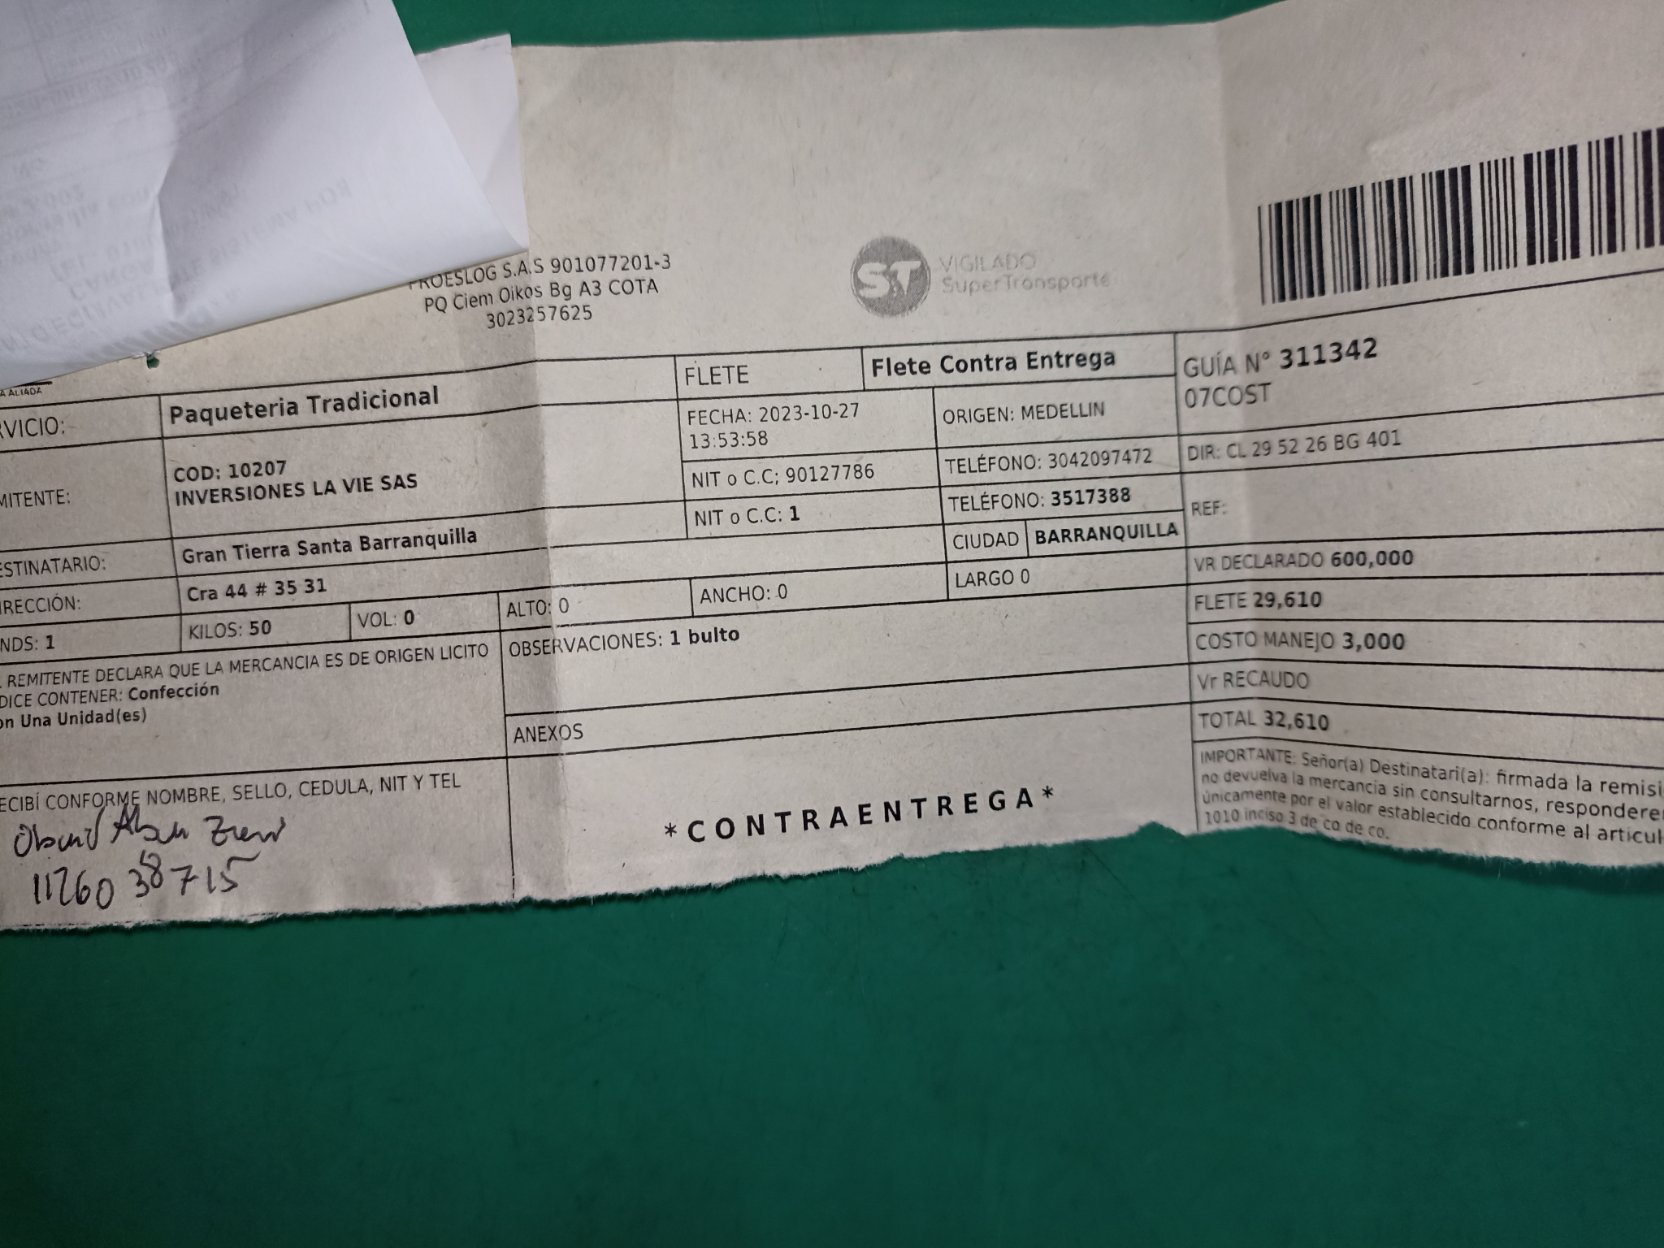 PROESLOG S.A.S 901077201-3
PQ Ciem Oikos Bg A3 COTA
3023257625
ST VIGILADO
SuperTransporte
A ALIADA
RVICIO: Paqueteria Tradicional
FLETE Flete Contra Entrega
GUÍA N° 311342
07COST
MITENTE: COD: 10207
INVERSIONES LA VIE SAS
FECHA: 2023-10-27
13:53:58
ORIGEN: MEDELLIN
NIT o C.C; 90127786
TELÉFONO: 3042097472
DIR: CL 29 52 26 BG 401
ESTINATARIO: Gran Tierra Santa Barranquilla
NIT o C.C: 1
TELÉFONO: 3517388
REF:
IRECCIÓN: Cra 44 # 35 31
CIUDAD BARRANQUILLA
VR DECLARADO 600,000
NDS: 1 KILOS: 50 VOL: 0 ALTO: 0 ANCHO: 0 LARGO 0
FLETE 29,610
L REMITENTE DECLARA QUE LA MERCANCIA ES DE ORIGEN LICITO
DICE CONTENER: Confección
on Una Unidad(es)
OBSERVACIONES: 1 bulto
COSTO MANEJO 3,000
Vr RECAUDO
ANEXOS
TOTAL 32,610
ECIBÍ CONFORME NOMBRE, SELLO, CEDULA, NIT Y TEL
1126038715
*CONTRAENTREGA*
IMPORTANTE: Señor(a) Destinatari(a): firmada la remisi
no devuelva la mercancia sin consultarnos, responderem
únicamente por el valor establecido conforme al articul
1010 inciso 3 de co de co.